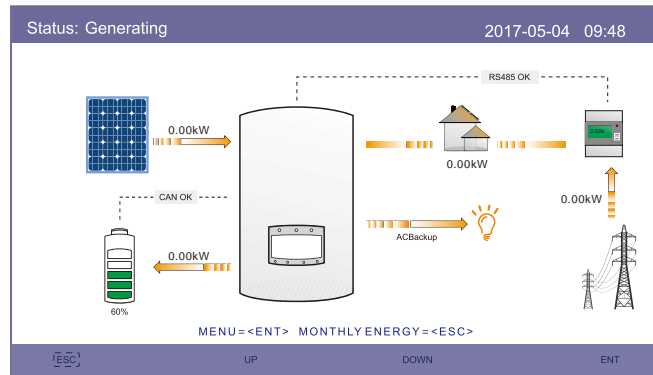 Status: Generating
2017-05-04 09:48
RS485 OK
0.00kW
0.00kW
CAN OK
0.00kW
0.00kW
ACBackup
60%
MENU=<ENT> MONTHLY ENERGY=<ESC>
ESC
UP
DOWN
ENT